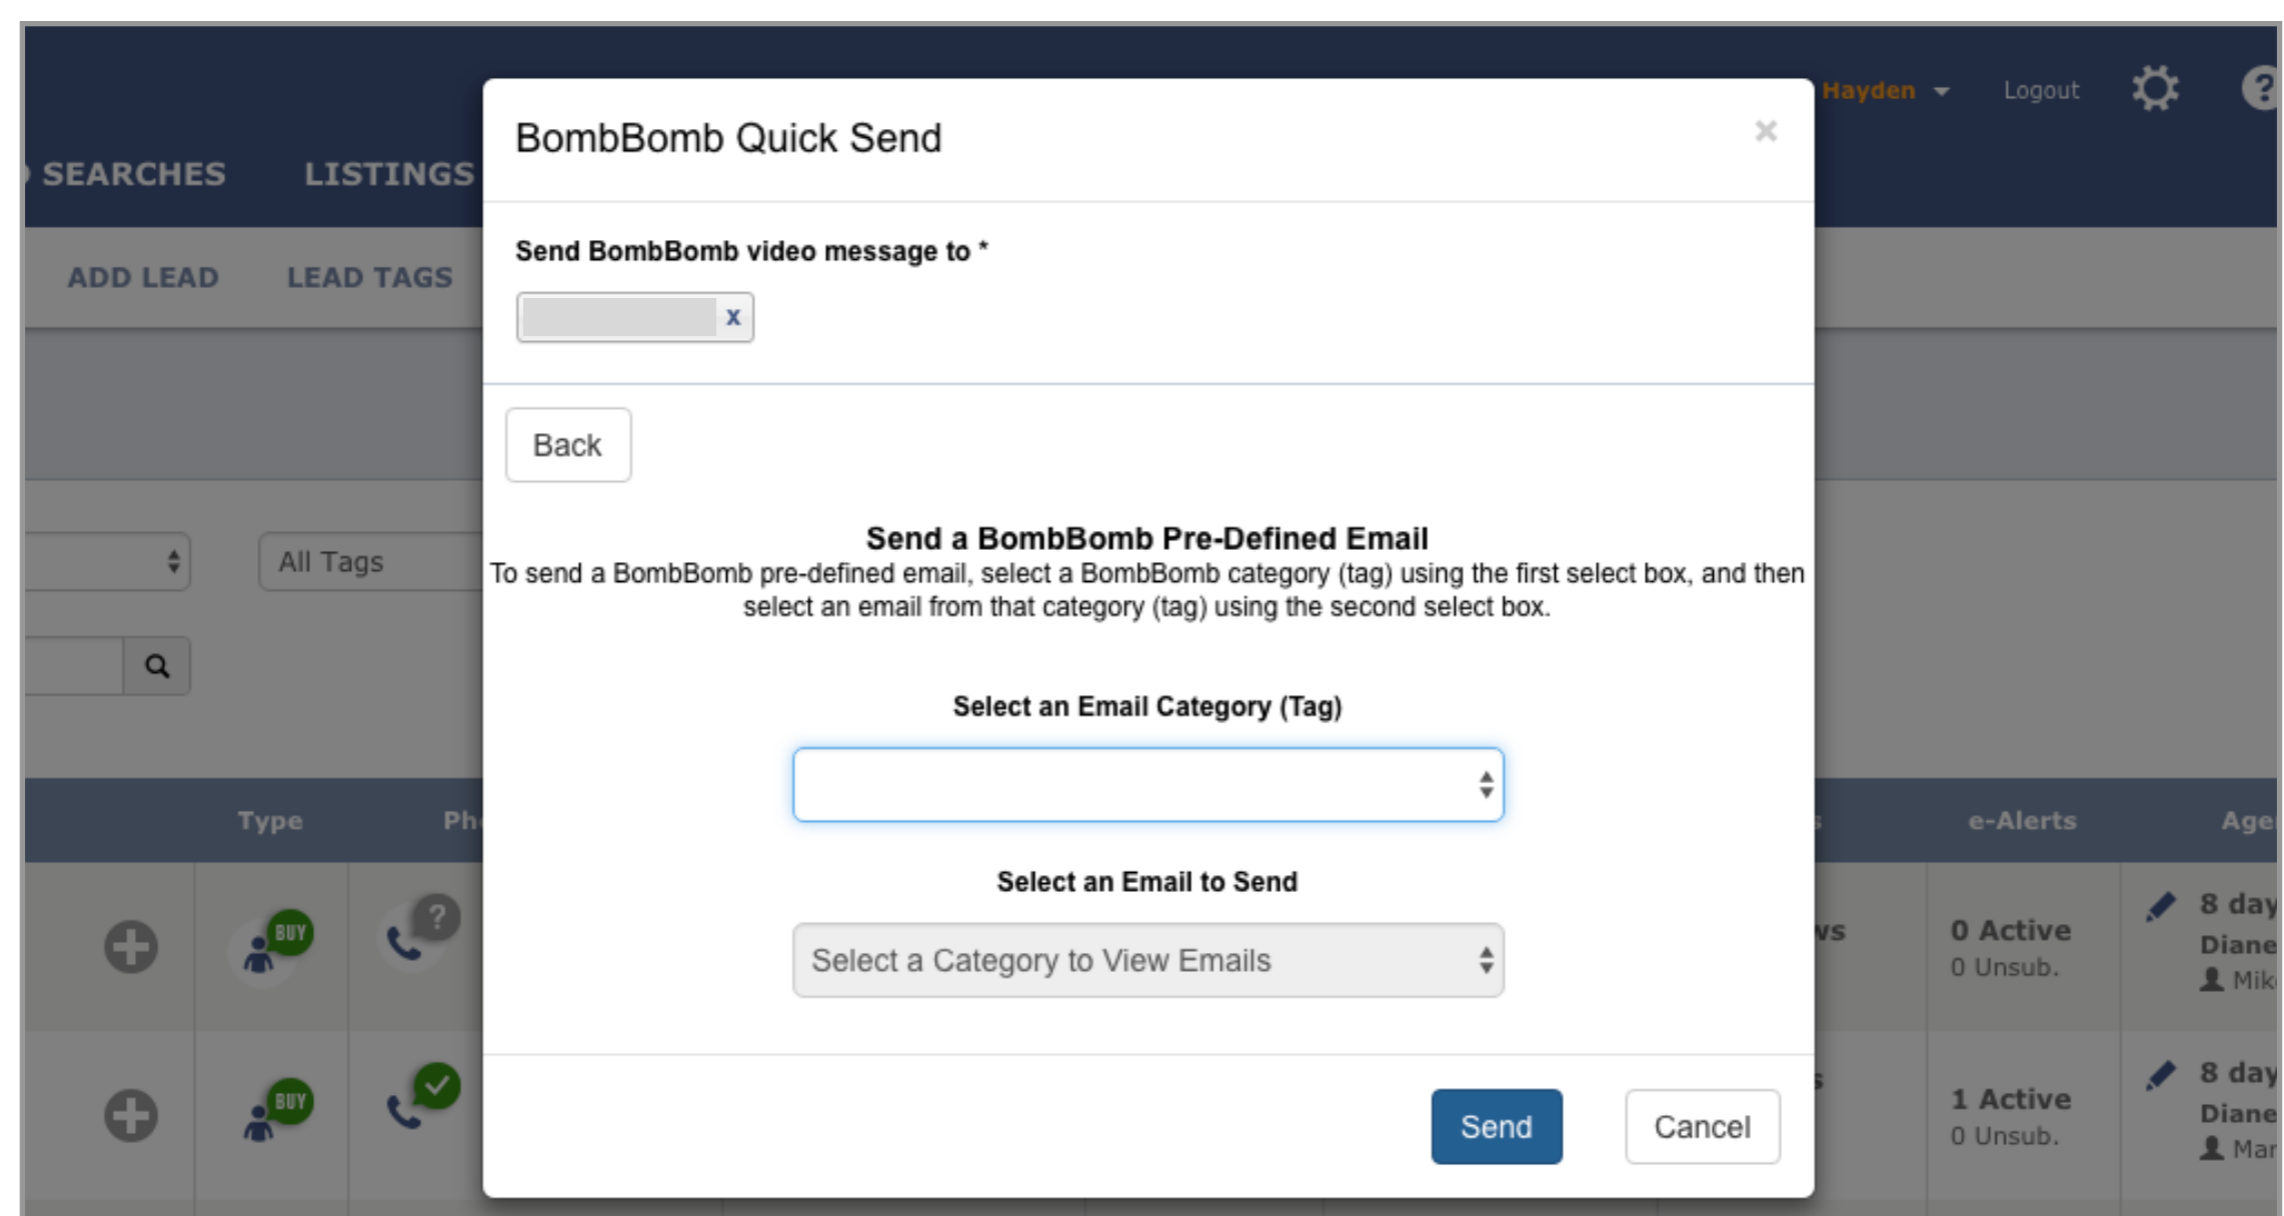 Hayden
Logout
?
SEARCHES
LISTINGS
ADD LEAD
LEAD TAGS
BombBomb Quick Send
×
Send BombBomb video message to *
x
Back
Send a BombBomb Pre-Defined Email
To send a BombBomb pre-defined email, select a BombBomb category (tag) using the first select box, and then
select an email from that category (tag) using the second select box.
All Tags
Select an Email Category (Tag)
Select an Email to Send
Select a Category to View Emails
Send
Cancel
Type
e-Alerts
BUY
?
0 Active
0 Unsub.
8 day
Diane
BUY
1 Active
0 Unsub.
8 day
Diane